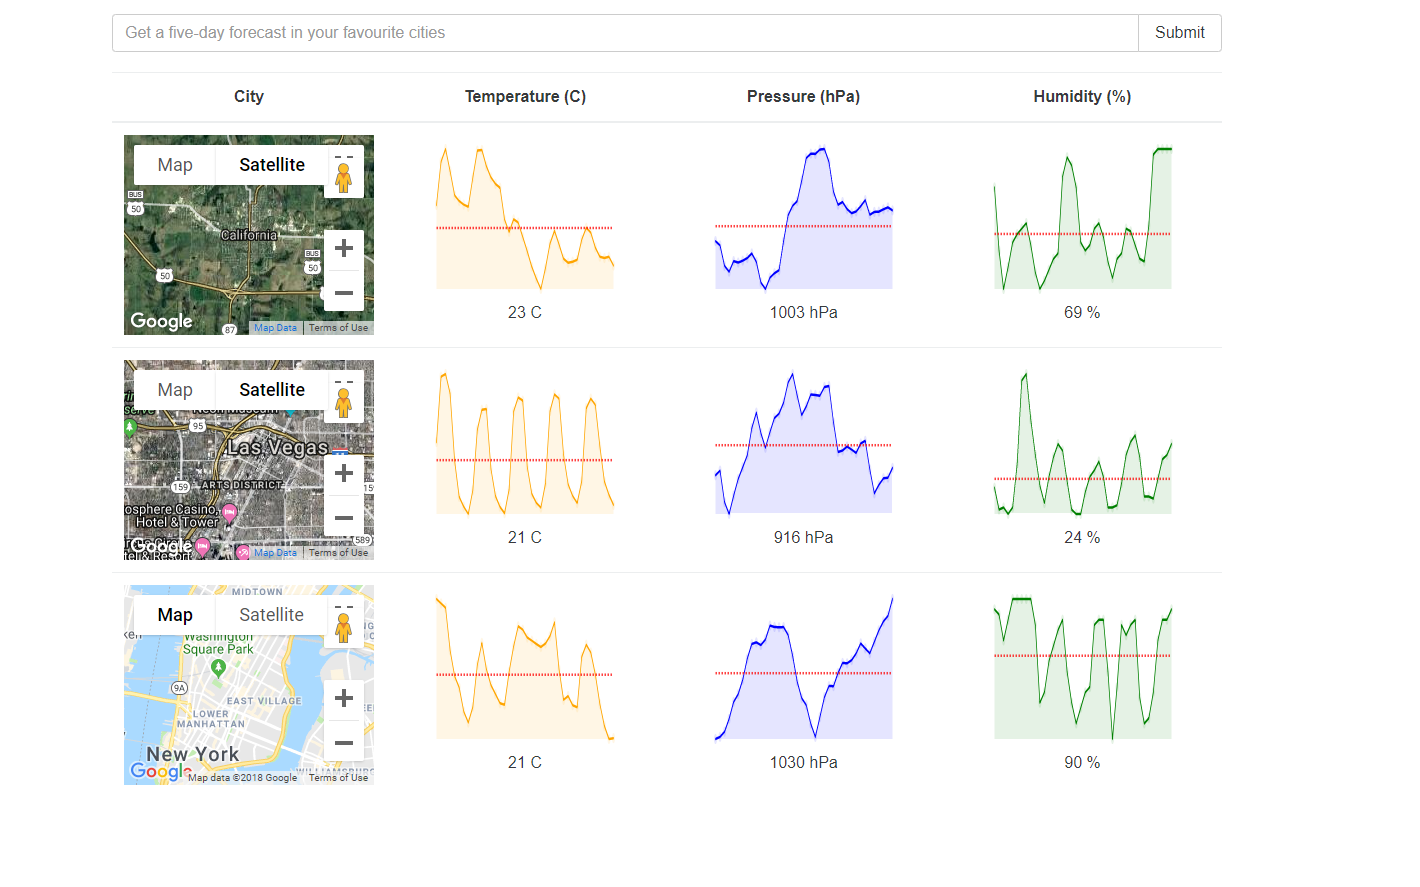 Get a five-day forecast in your favourite cities Submit
City Temperature (C) Pressure (hPa) Humidity (%)
Map Satellite
BUS
50
California
BUS
50
50
87
Google Map Data Terms of Use
23 C 1003 hPa 69 %
Map Satellite
95
Las Vegas
159
ARTS DISTRICT
Casino,
Hotel & Tower
589
Google Map Data Terms of Use
21 C 916 hPa 24 %
MIDTOWN
Map Satellite
Washington
Square Park
9A
EAST VILLAGE
LOWER
MANHATTAN
New York
Google Map data ©2018 Google Terms of Use
21 C 1030 hPa 90 %